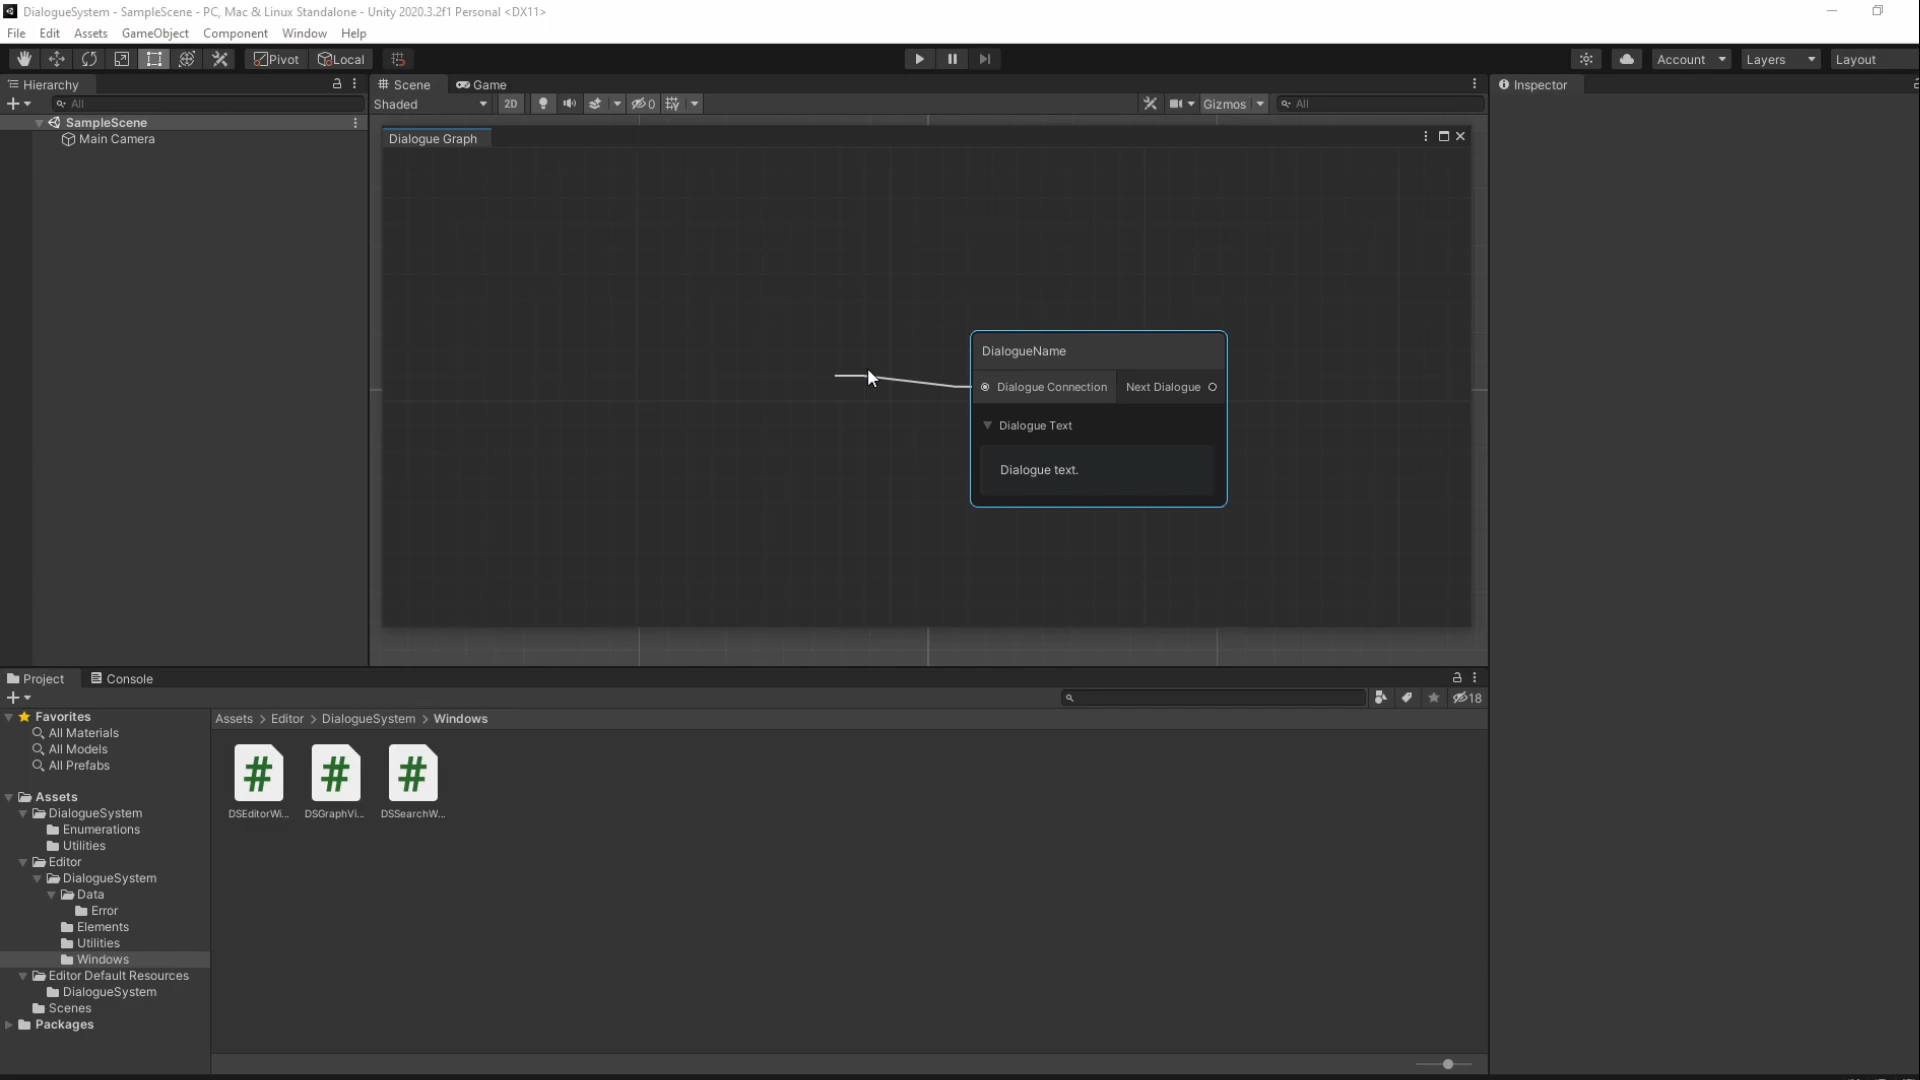 DialogueSystem - SampleScene - PC, Mac & Linux Standalone - Unity 2020.3.2f1 Personal <DX11>
File Edit Assets GameObject Component Window Help
Pivot Local Account Layers Layout
Hierarchy Scene Game Inspector
All Shaded 2D 0 Gizmos All
SampleScene
Main Camera
Dialogue Graph
DialogueName
Dialogue Connection Next Dialogue
Dialogue Text
Dialogue text.
Project Console
18
Favorites
All Materials
All Models
All Prefabs
Assets
DialogueSystem
Enumerations
Utilities
Editor
DialogueSystem
Data
Error
Elements
Utilities
Windows
Editor Default Resources
DialogueSystem
Scenes
Packages
Assets > Editor > DialogueSystem > Windows
# # #
DSEditorWi... DSGraphVi... DSSearchW...